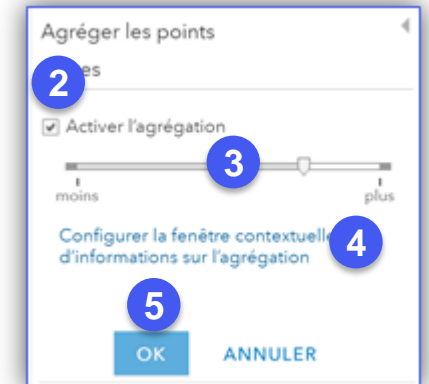 Agréger les points
2
Activer l'agrégation
3
moins plus
Configurer la fenêtre contextuelle
4
d'informations sur l'agrégation
5
OK ANNULER